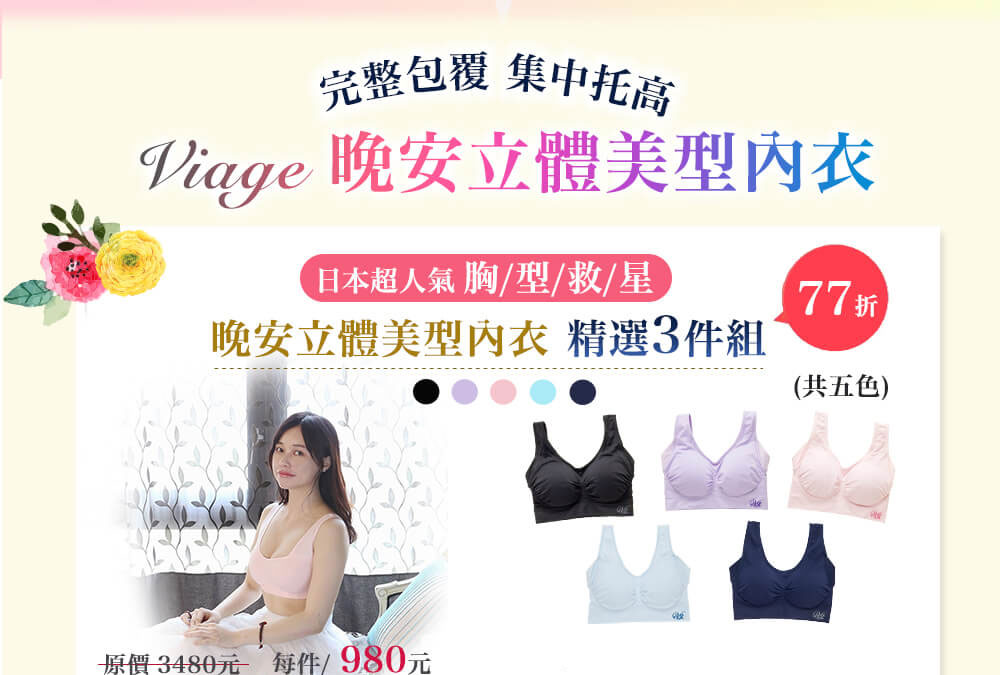 完整包覆 集中托高
Viage 晚安立體美型內衣
日本超人氣 胸/型/救/星
77折
晚安立體美型內衣 精選3件組
(共五色)
原價 3480元 每件/ 980元